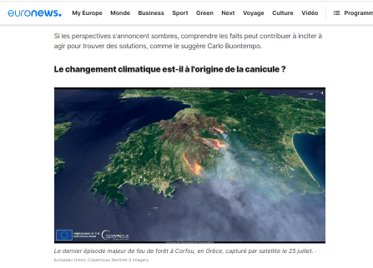 euronews.
My Europe Monde Business Sport Green Next Voyage Culture Vidéo Programm
Si les perspectives s'annoncent sombres, comprendre les faits peut contribuer à inciter à
agir pour trouver des solutions, comme le suggère Carlo Buontempo.
Le changement climatique est-il à l'origine de la canicule ?
opernicus
Le dernier épisode majeur de feu de forêt à Corfou, en Grèce, capturé par satellite le 25 juillet.
European Union, Copernicus Sentinel-3 imagery